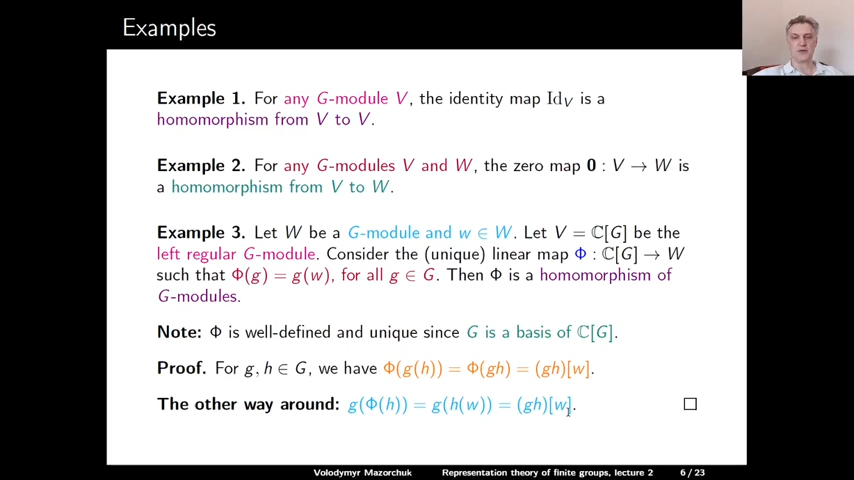 Examples
Example 1. For any G-module V, the identity map Id_V is a
homomorphism from V to V.
Example 2. For any G-modules V and W, the zero map 0 : V → W is
a homomorphism from V to W.
Example 3. Let W be a G-module and w ∈ W. Let V = ℂ[G] be the
left regular G-module. Consider the (unique) linear map Φ : ℂ[G] → W
such that Φ(g) = g(w), for all g ∈ G. Then Φ is a homomorphism of
G-modules.
Note: Φ is well-defined and unique since G is a basis of ℂ[G].
Proof. For g, h ∈ G, we have Φ(g(h)) = Φ(gh) = (gh)[w].
The other way around: g(Φ(h)) = g(h(w)) = (gh)[w]. □
Volodymyr Mazorchuk Representation theory of finite groups, lecture 2 6 / 23